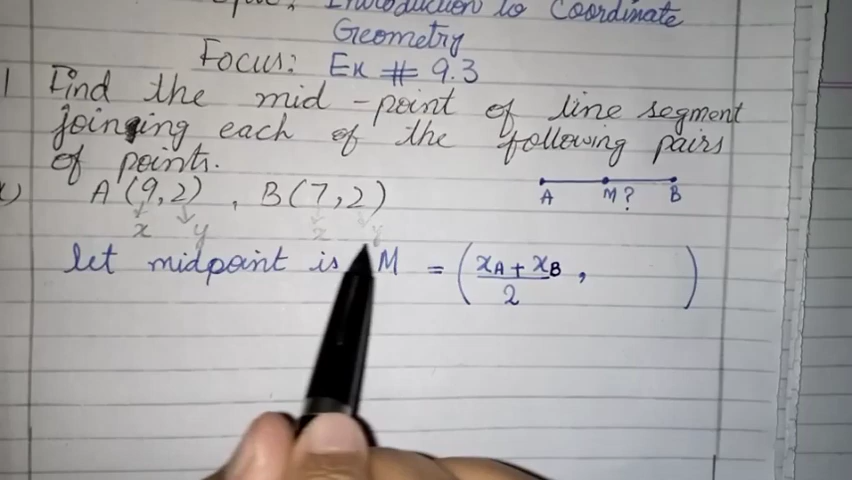 Introduction to Coordinate
Geometry
Focus: Ex # 9.3
1 Find the mid-point of line segment
joining each of the following pairs
of points.
A(9,2), B(7,2)
A M? B
x y x y
let midpoint is M = (xA + xB / 2 , )